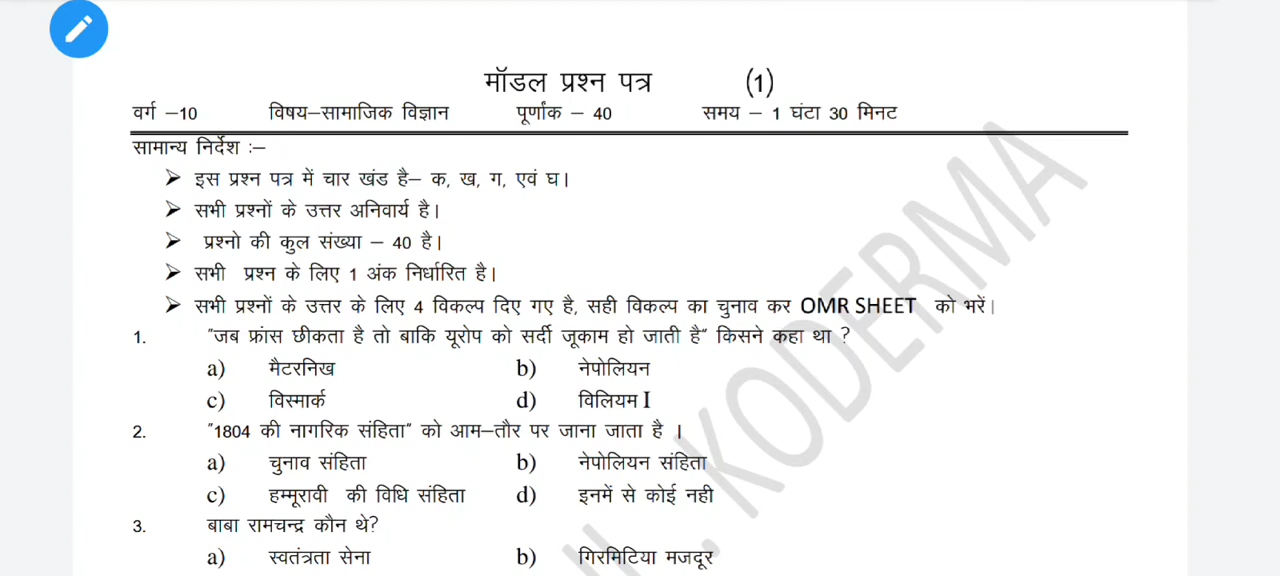 मॉडल प्रश्न पत्र (1)
वर्ग –10 विषय–सामाजिक विज्ञान पूर्णांक – 40 समय – 1 घंटा 30 मिनट
सामान्य निर्देश :–
➢ इस प्रश्न पत्र में चार खंड है– क, ख, ग, एवं घ।
➢ सभी प्रश्नों के उत्तर अनिवार्य है।
➢ प्रश्नो की कुल संख्या – 40 है।
➢ सभी प्रश्न के लिए 1 अंक निर्धारित है।
➢ सभी प्रश्नों के उत्तर के लिए 4 विकल्प दिए गए है, सही विकल्प का चुनाव कर OMR SHEET को भरें।
1. "जब फ्रांस छीकता है तो बाकि यूरोप को सर्दी जूकाम हो जाती है" किसने कहा था ?
a) मैटरनिख b) नेपोलियन
c) विस्मार्क d) विलियम I
2. "1804 की नागरिक संहिता" को आम–तौर पर जाना जाता है ।
a) चुनाव संहिता b) नेपोलियन संहिता
c) हम्मूरावी की विधि संहिता d) इनमें से कोई नही
3. बाबा रामचन्द्र कौन थे?
a) स्वतंत्रता सेना b) गिरमिटिया मजदूर
KODERMA